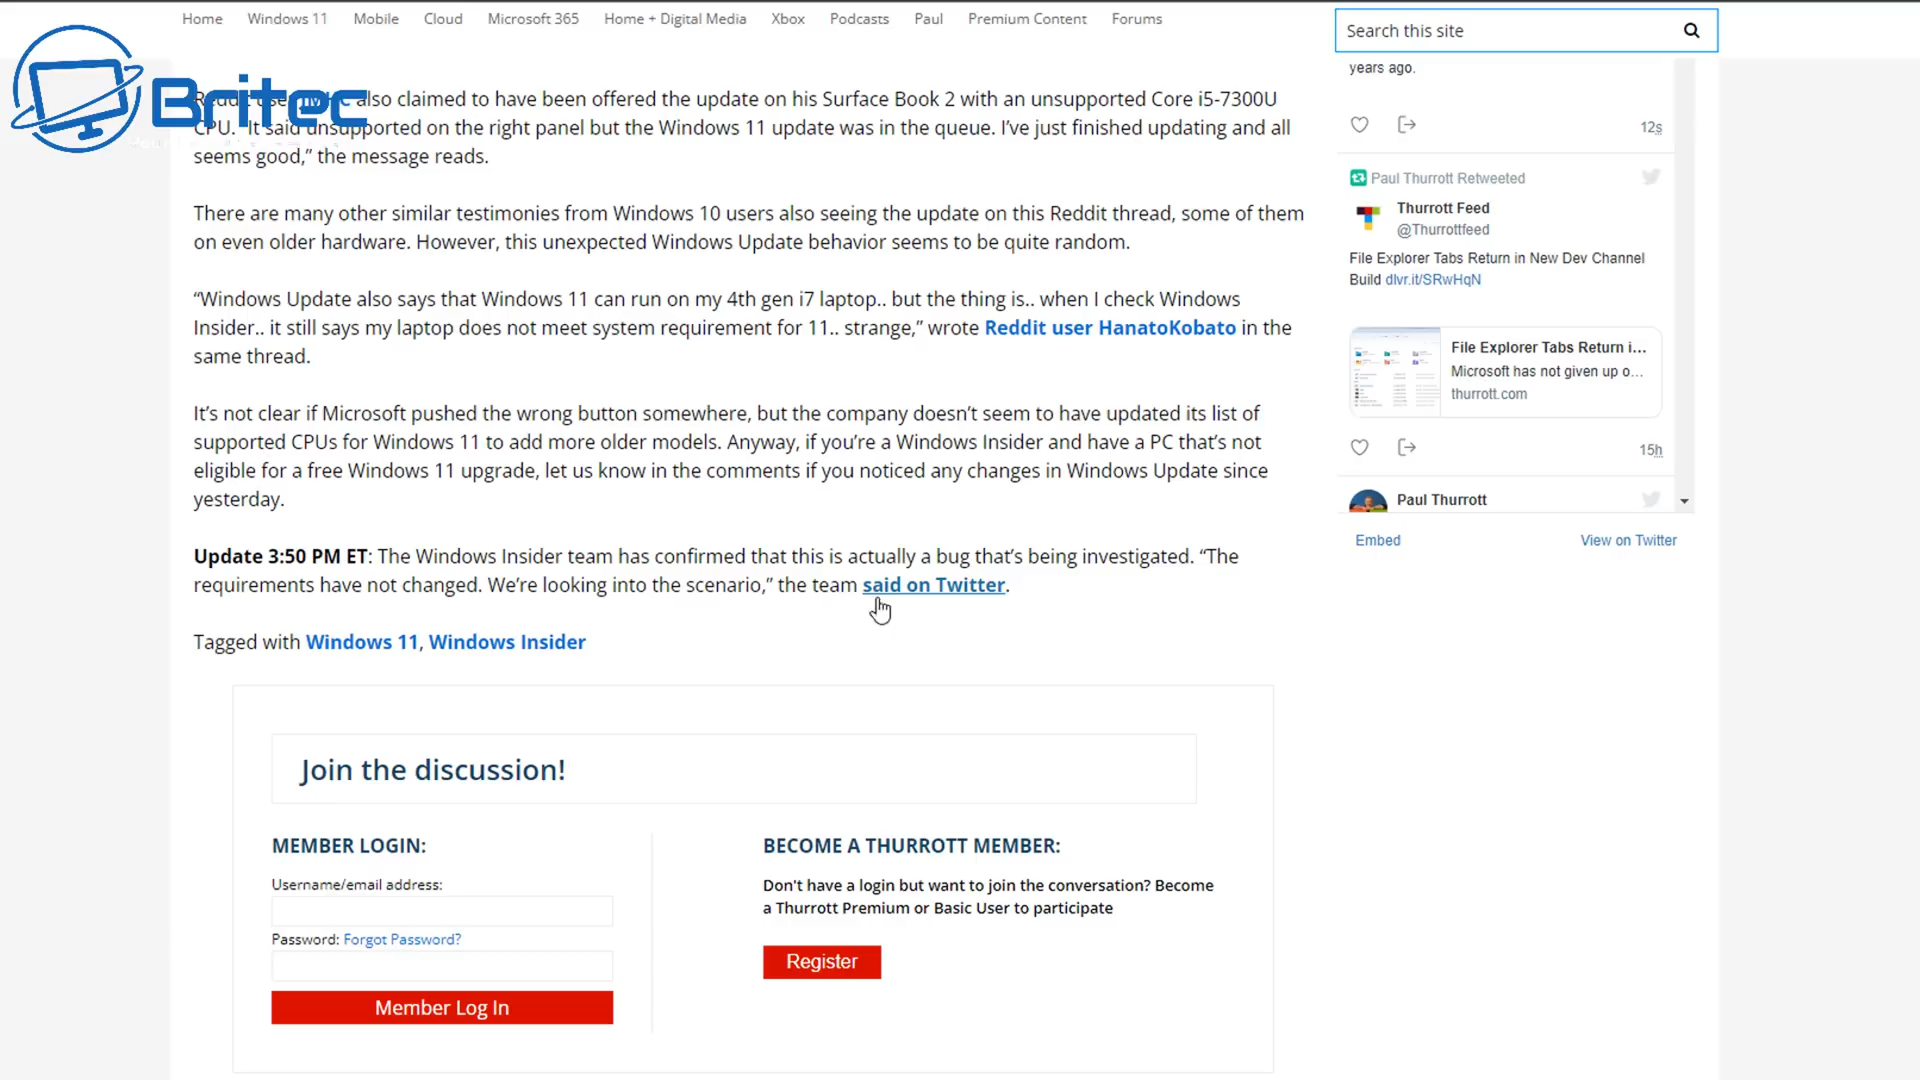 Home Windows 11 Mobile Cloud Microsoft 365 Home + Digital Media Xbox Podcasts Paul Premium Content Forums
Search this site
Britec
also claimed to have been offered the update on his Surface Book 2 with an unsupported Core i5-7300U
CPU. “It said unsupported on the right panel but the Windows 11 update was in the queue. I’ve just finished updating and all
seems good,” the message reads.
There are many other similar testimonies from Windows 10 users also seeing the update on this Reddit thread, some of them
on even older hardware. However, this unexpected Windows Update behavior seems to be quite random.
“Windows Update also says that Windows 11 can run on my 4th gen i7 laptop.. but the thing is.. when I check Windows
Insider.. it still says my laptop does not meet system requirement for 11.. strange,” wrote Reddit user HanatoKobato in the
same thread.
It’s not clear if Microsoft pushed the wrong button somewhere, but the company doesn’t seem to have updated its list of
supported CPUs for Windows 11 to add more older models. Anyway, if you’re a Windows Insider and have a PC that’s not
eligible for a free Windows 11 upgrade, let us know in the comments if you noticed any changes in Windows Update since
yesterday.
Update 3:50 PM ET: The Windows Insider team has confirmed that this is actually a bug that’s being investigated. “The
requirements have not changed. We’re looking into the scenario,” the team said on Twitter.
Tagged with Windows 11, Windows Insider
Join the discussion!
MEMBER LOGIN:
Username/email address:
Password: Forgot Password?
Member Log In
BECOME A THURROTT MEMBER:
Don't have a login but want to join the conversation? Become
a Thurrott Premium or Basic User to participate
Register
years ago.
12s
Paul Thurrott Retweeted
Thurrott Feed
@Thurrottfeed
File Explorer Tabs Return in New Dev Channel
Build dlvr.it/SRwHqN
File Explorer Tabs Return i...
Microsoft has not given up o...
thurrott.com
15h
Paul Thurrott
Embed
View on Twitter